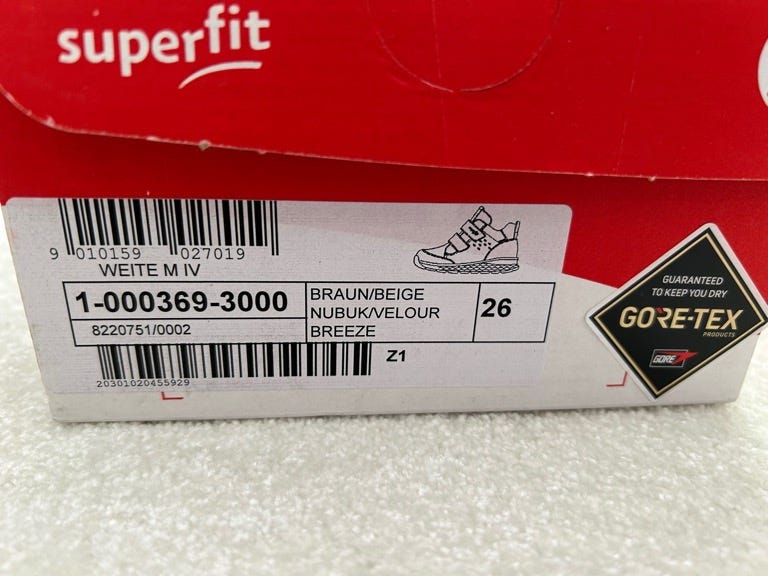 superfit
9 010159 027019
WEITE M IV
1-000369-3000
8220751/0002
BRAUN/BEIGE
NUBUK/VELOUR
BREEZE
26
Z1
20301020455929
GUARANTEED
TO KEEP YOU DRY
GORE-TEX
PRODUCTS
GORE